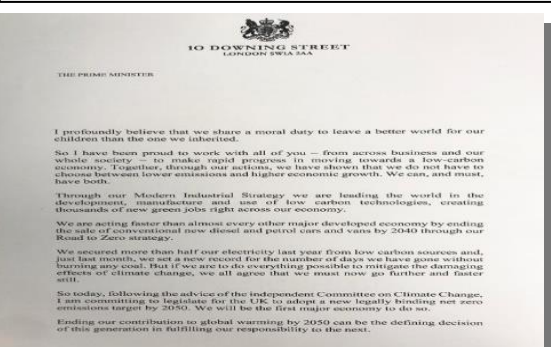 10 DOWNING STREET
LONDON SW1A 2AA
THE PRIME MINISTER
I profoundly believe that we share a moral duty to leave a better world for our
children than the one we inherited.
So I have been proud to work with all of you – from across business and our
whole society – to make rapid progress in moving towards a low-carbon
economy. Together, through our actions, we have shown that we do not have to
choose between lower emissions and higher economic growth. We can, and must,
have both.
Through our Modern Industrial Strategy we are leading the world in the
development, manufacture and use of low carbon technologies, creating
thousands of new green jobs right across our economy.
We are acting faster than almost every other major developed economy by ending
the sale of conventional new diesel and petrol cars and vans by 2040 through our
Road to Zero strategy.
We secured more than half our electricity last year from low carbon sources and,
just last month, we set a new record for the number of days we have gone without
burning any coal. But if we are to do everything possible to mitigate the damaging
effects of climate change, we all agree that we must now go further and faster
still.
So today, following the advice of the independent Committee on Climate Change,
I am committing to legislate for the UK to adopt a new legally binding net zero
emissions target by 2050. We will be the first major economy to do so.
Ending our contribution to global warming by 2050 can be the defining decision
of this generation in fulfilling our responsibility to the next.